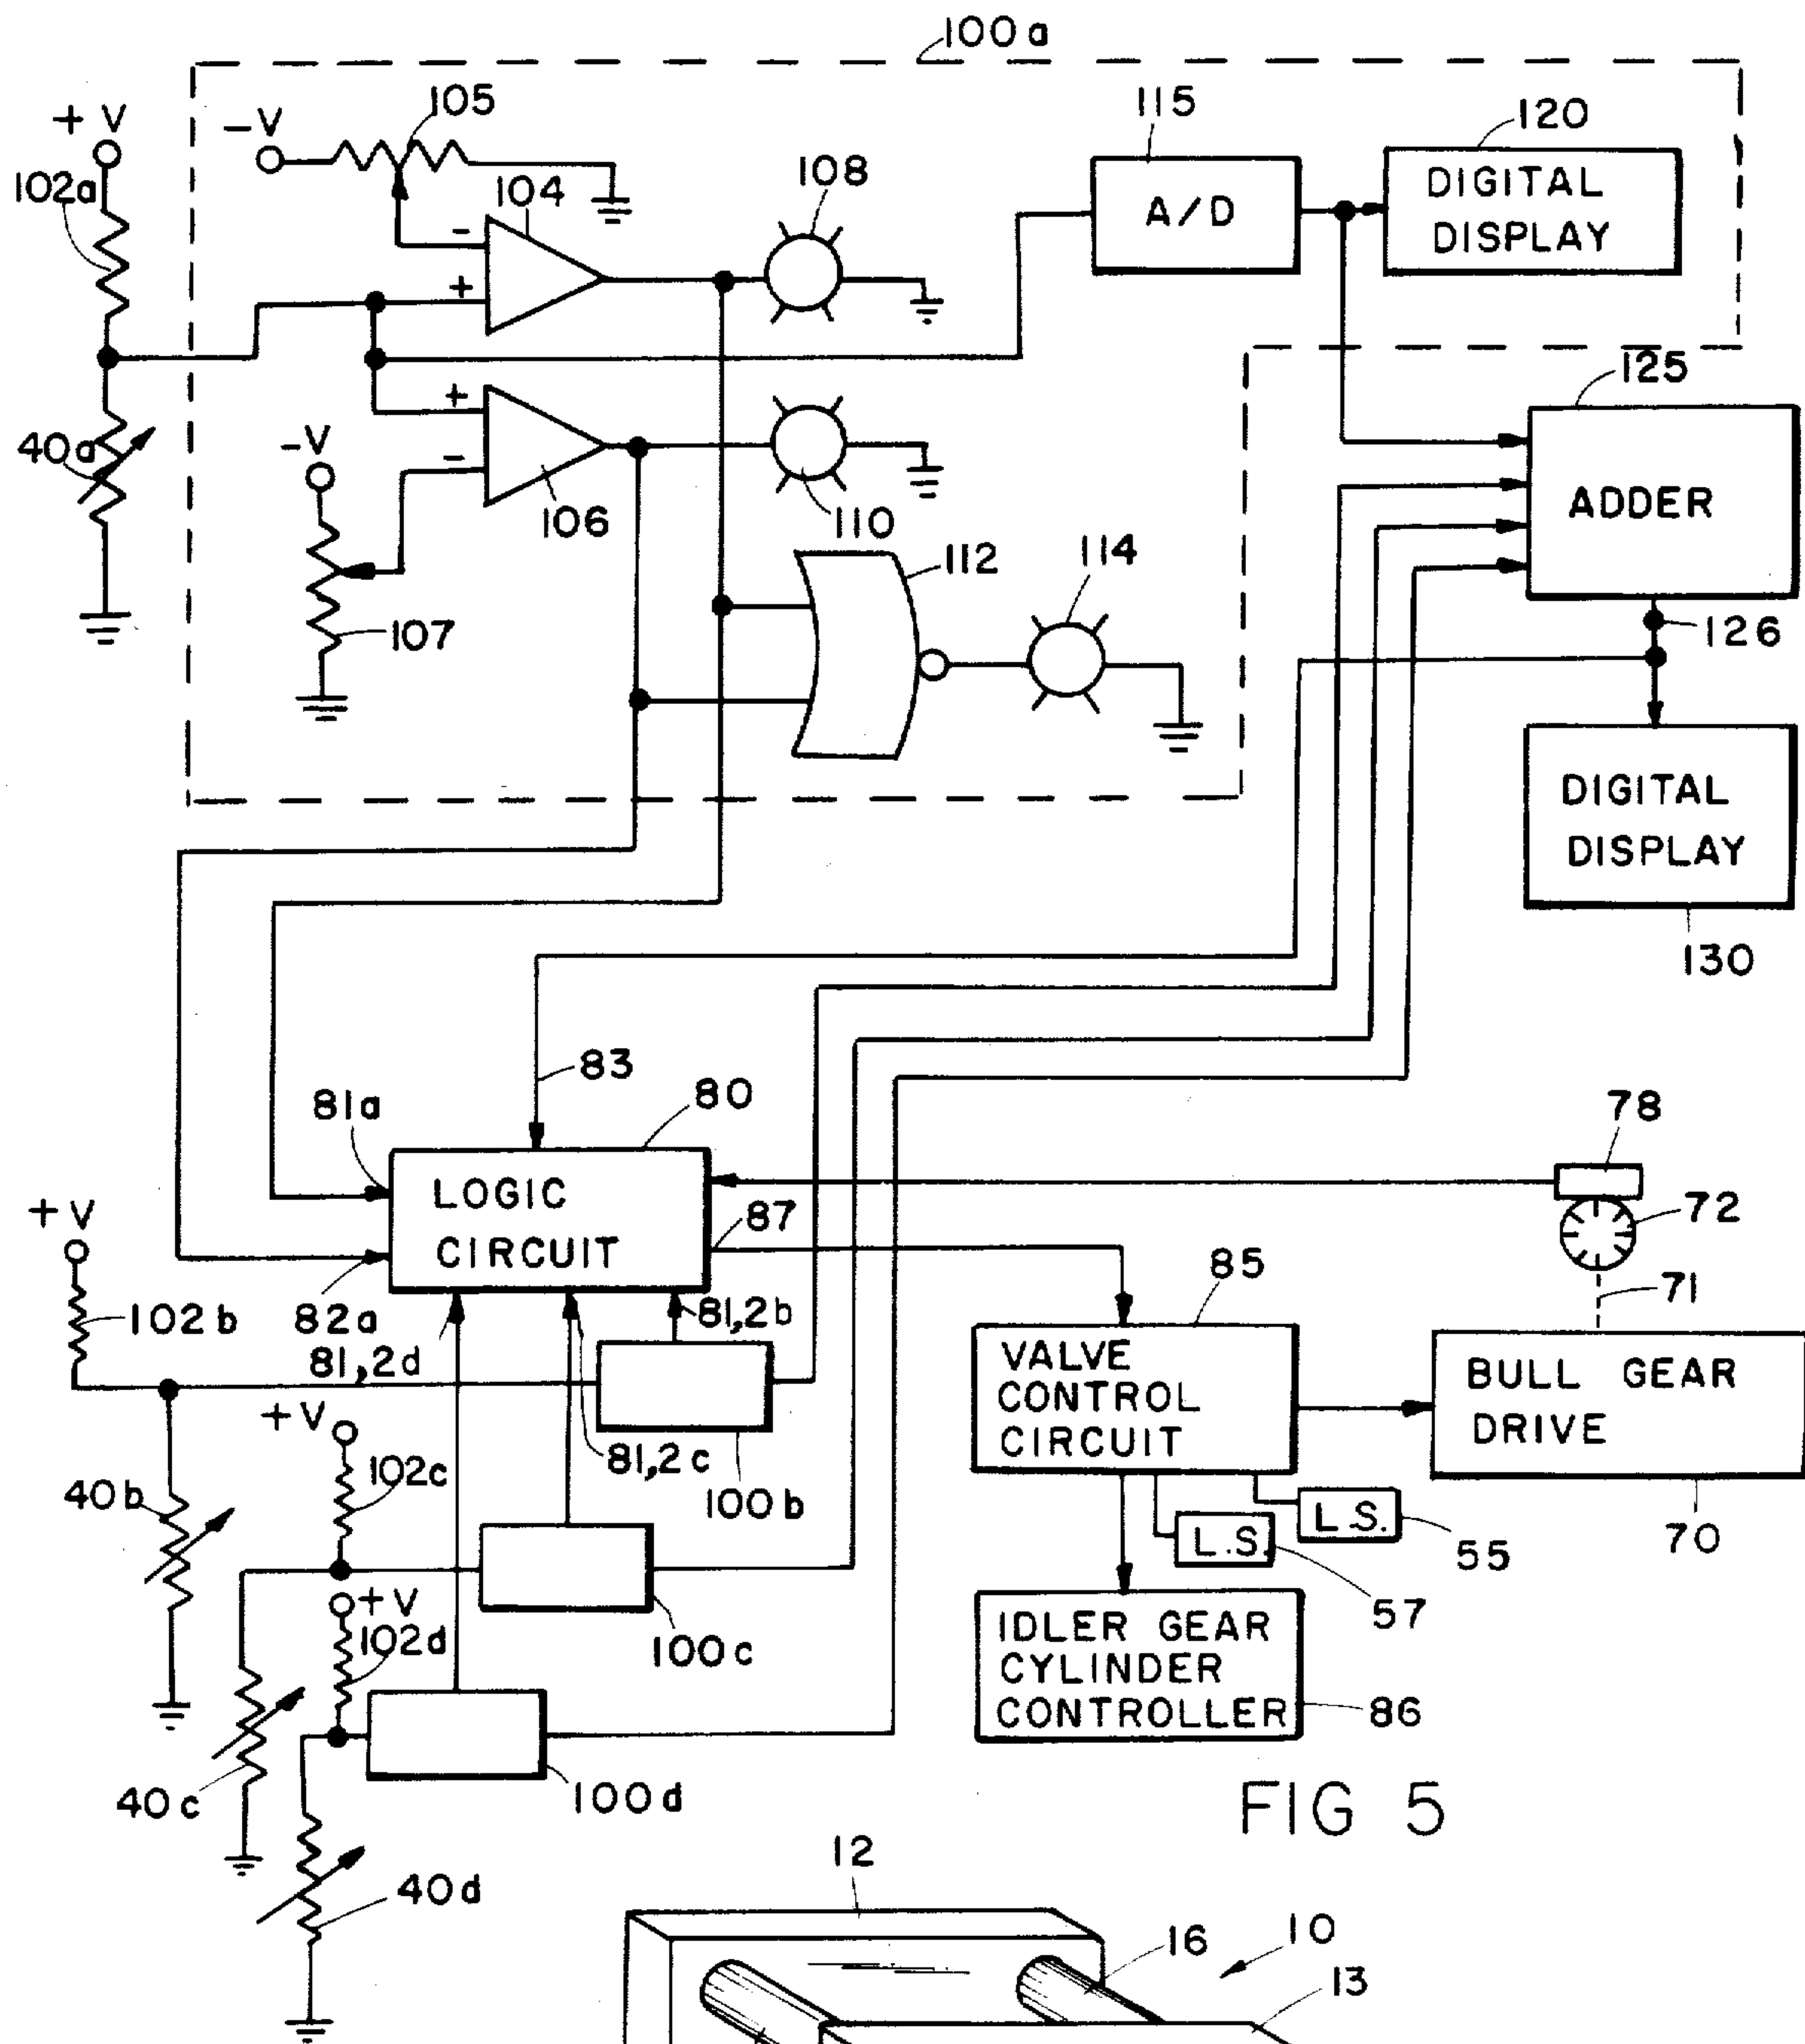 100a
+V
-V
105
115
120
102a
104
108
A/D
DIGITAL
DISPLAY
-
+
125
40a
-V
+
-
106
110
ADDER
112
114
107
126
DIGITAL
DISPLAY
130
83
80
81a
78
LOGIC
CIRCUIT
87
72
+V
85
71
102b
82a
81,2b
81,2d
VALVE
CONTROL
CIRCUIT
BULL GEAR
DRIVE
+V
81,2c
102c
100b
40b
L.S.
L.S.
55
70
57
+V
102d
100c
IDLER GEAR
CYLINDER
CONTROLLER
86
40c
100d
FIG 5
12
40d
16
10
13